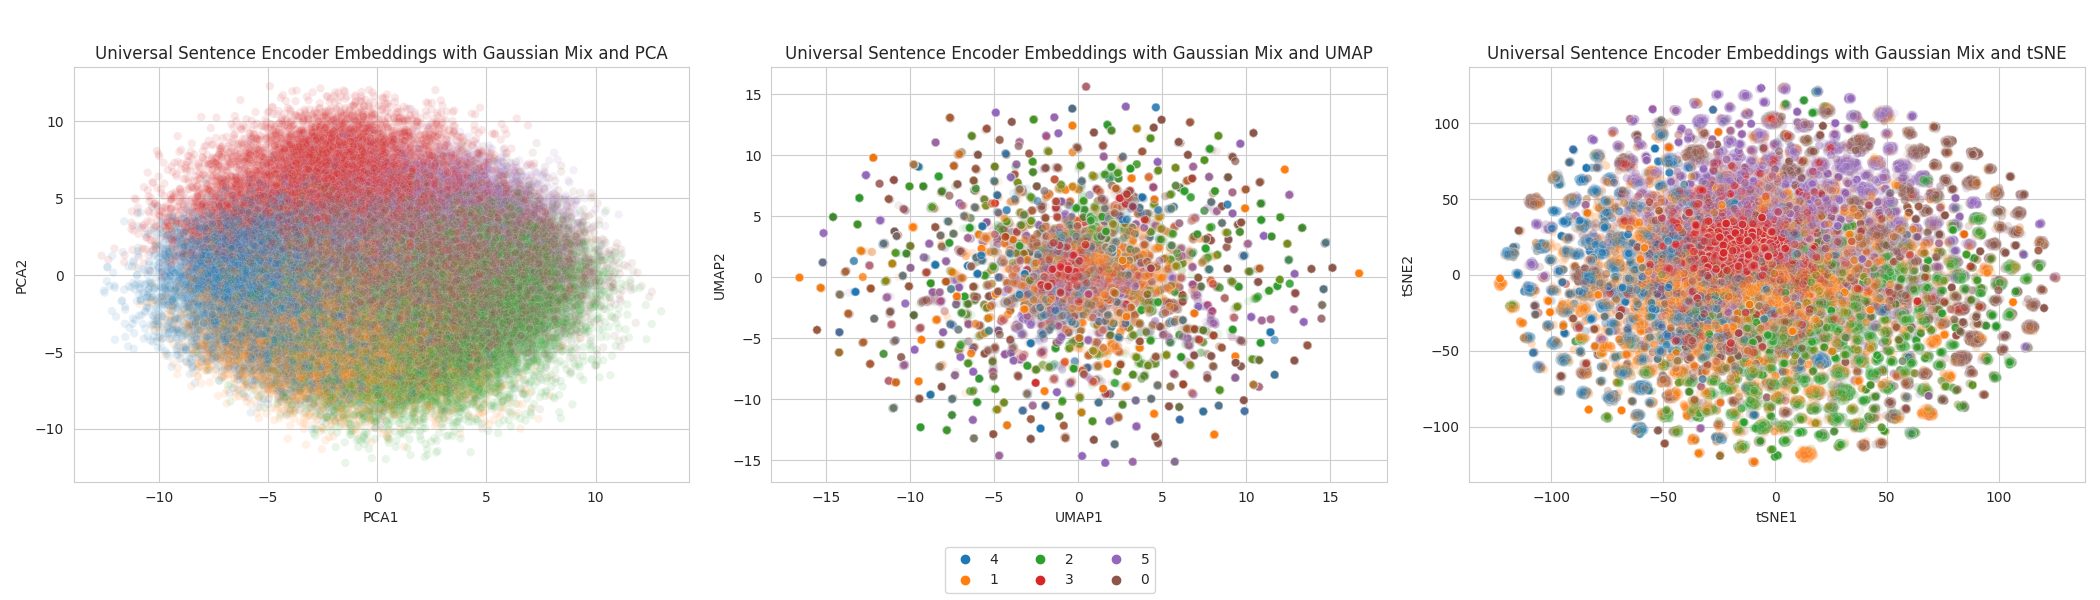 Universal Sentence Encoder Embeddings with Gaussian Mix and PCA
10
5
0
−5
−10
PCA2
−10 −5 0 5 10
PCA1
Universal Sentence Encoder Embeddings with Gaussian Mix and UMAP
15
10
5
0
−5
−10
−15
UMAP2
−15 −10 −5 0 5 10 15
UMAP1
Universal Sentence Encoder Embeddings with Gaussian Mix and tSNE
100
50
0
−50
−100
tSNE2
−100 −50 0 50 100
tSNE1
4 2 5
1 3 0